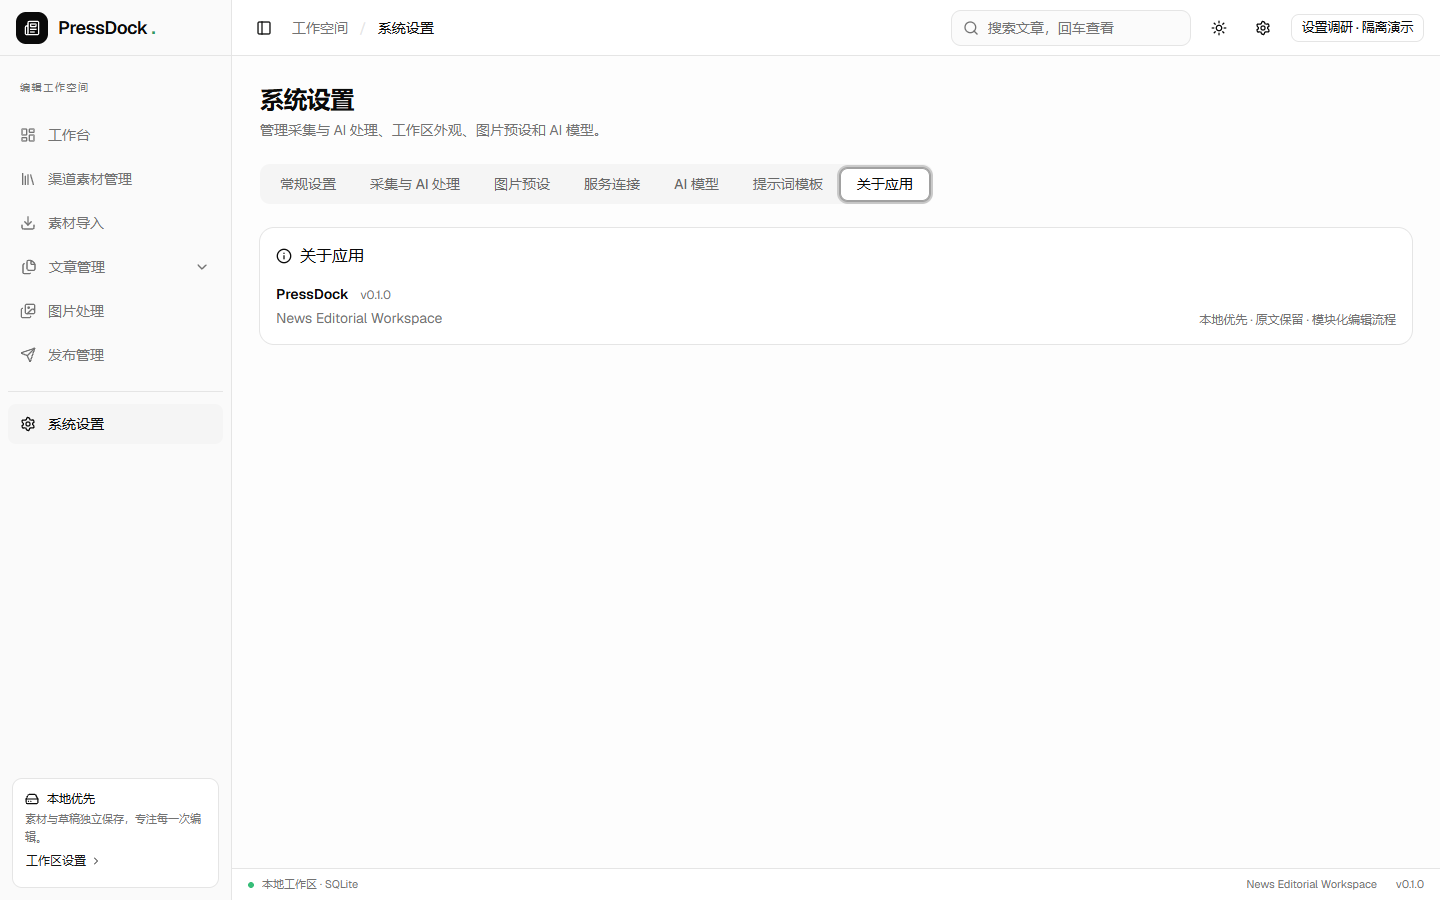 PressDock.
工作空间 / 系统设置
搜索文章，回车查看
设置调研 · 隔离演示
编辑工作空间
工作台
渠道素材管理
素材导入
文章管理
图片处理
发布管理
系统设置
本地优先
素材与草稿独立保存，专注每一次编
辑。
工作区设置
系统设置
管理采集与 AI 处理、工作区外观、图片预设和 AI 模型。
常规设置
采集与 AI 处理
图片预设
服务连接
AI 模型
提示词模板
关于应用
关于应用
PressDock v0.1.0
News Editorial Workspace
本地优先 · 原文保留 · 模块化编辑流程
本地工作区 · SQLite
News Editorial Workspace v0.1.0